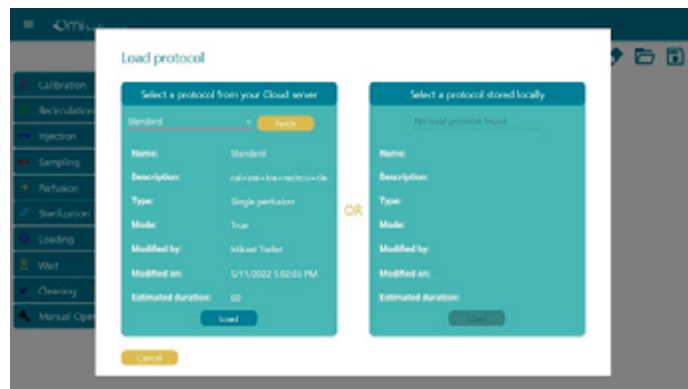 Omi
Load protocol
Select a protocol from your Cloud server
Standard
Fetch
Name: Standard
Description:
Type: Single perfusion
Mode: True
Modified by: Mikael Trellet
Modified on: 5/11/2022 5:02:03 PM
Estimated duration: 60
Load
OR
Select a protocol stored locally
No local protocol found
Name:
Description:
Type:
Mode:
Modified by:
Modified on:
Estimated duration:
Cancel
Calibration
Recirculation
Injection
Sampling
Perfusion
Sterilization
Loading
Wait
Cleaning
Manual Oper